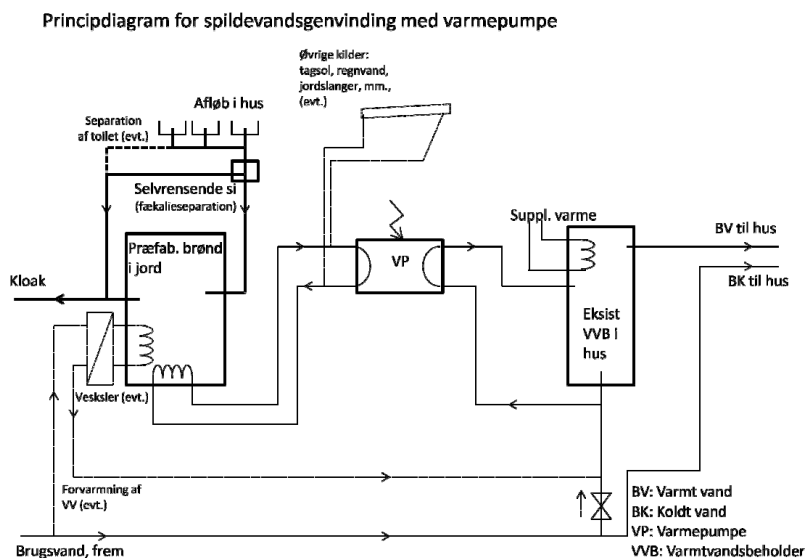 Principdiagram for spildevandsgenvinding med varmepumpe
Øvrige kilder:
tagsol, regnvand,
jordslanger, mm.,
(evt.)
Afløb i hus
Separation
af toilet (evt.)
Selvrensende si
(fækalieseparation)
Suppl. varme
BV til hus
Præfab. brønd
i jord
VP
BK til hus
Kloak
Eksist
VVB i
hus
Vesksler (evt.)
Forvarmning af
VV (evt.)
BV: Varmt vand
BK: Koldt vand
VP: Varmepumpe
VVB: Varmtvandsbeholder
Brugsvand, frem